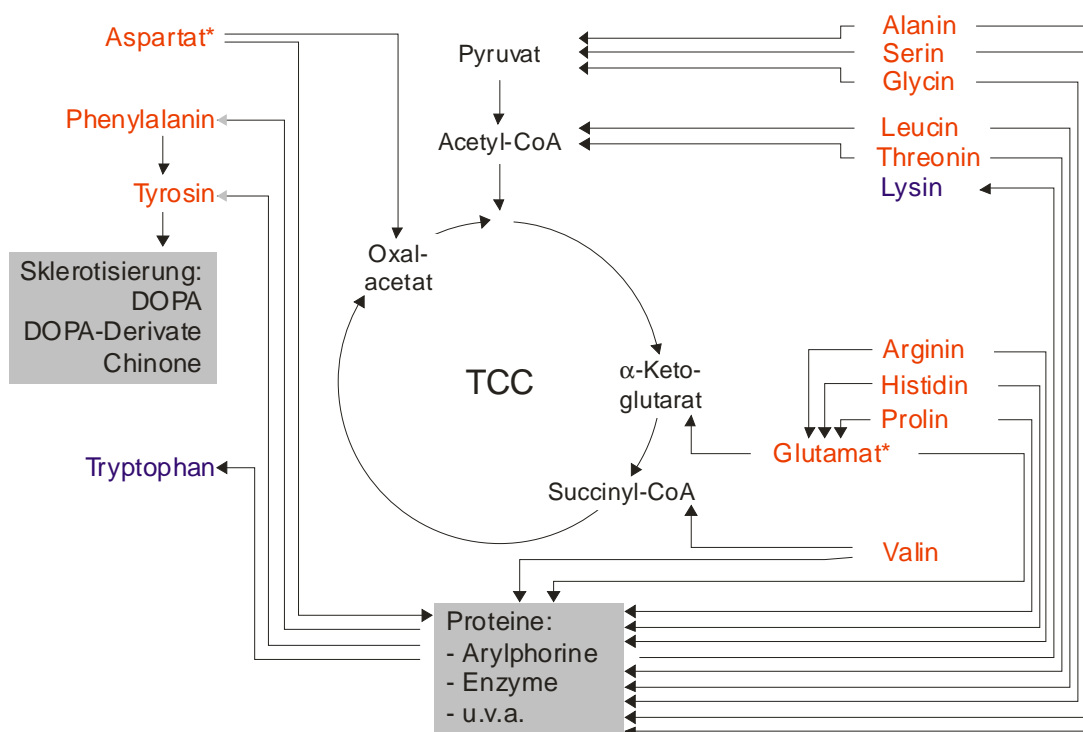 Aspartat*
Pyruvat
Alanin
Serin
Glycin
Phenylalanin
Acetyl-CoA
Leucin
Threonin
Tyrosin
Lysin
Oxal-
acetat
Sklerotisierung:
DOPA
DOPA-Derivate
Chinone
TCC
α-Keto-
glutarat
Arginin
Histidin
Prolin
Glutamat*
Tryptophan
Succinyl-CoA
Valin
Proteine:
- Arylphorine
- Enzyme
- u.v.a.